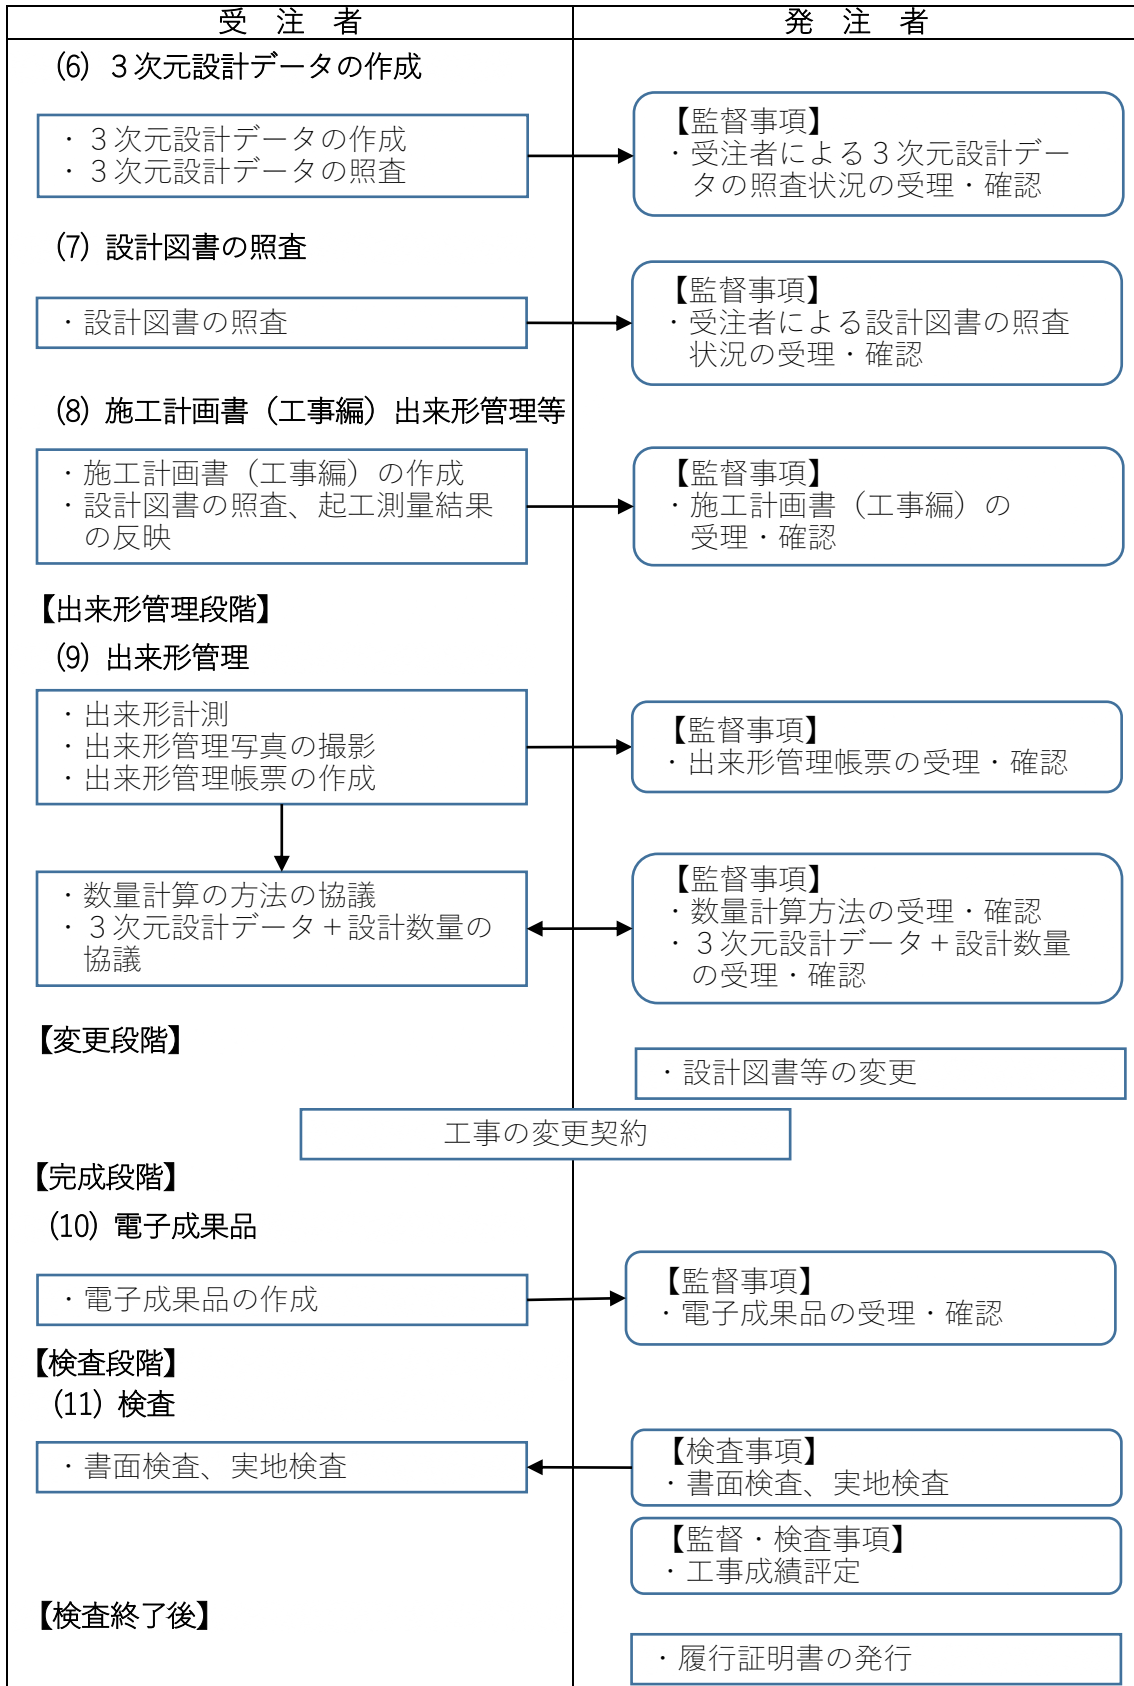 受　注　者
発　注　者
(6) ３次元設計データの作成
・３次元設計データの作成
・３次元設計データの照査
【監督事項】
・受注者による３次元設計デー
タの照査状況の受理・確認
(7) 設計図書の照査
・設計図書の照査
【監督事項】
・受注者による設計図書の照査
状況の受理・確認
(8) 施工計画書（工事編）出来形管理等
・施工計画書（工事編）の作成
・設計図書の照査、起工測量結果
の反映
【監督事項】
・施工計画書（工事編）の
受理・確認
【出来形管理段階】
(9) 出来形管理
・出来形計測
・出来形管理写真の撮影
・出来形管理帳票の作成
【監督事項】
・出来形管理帳票の受理・確認
・数量計算の方法の協議
・３次元設計データ＋設計数量の
協議
【監督事項】
・数量計算方法の受理・確認
・３次元設計データ＋設計数量
の受理・確認
【変更段階】
・設計図書等の変更
工事の変更契約
【完成段階】
(10) 電子成果品
・電子成果品の作成
【監督事項】
・電子成果品の受理・確認
【検査段階】
(11) 検査
・書面検査、実地検査
【検査事項】
・書面検査、実地検査
【監督・検査事項】
・工事成績評定
【検査終了後】
・履行証明書の発行